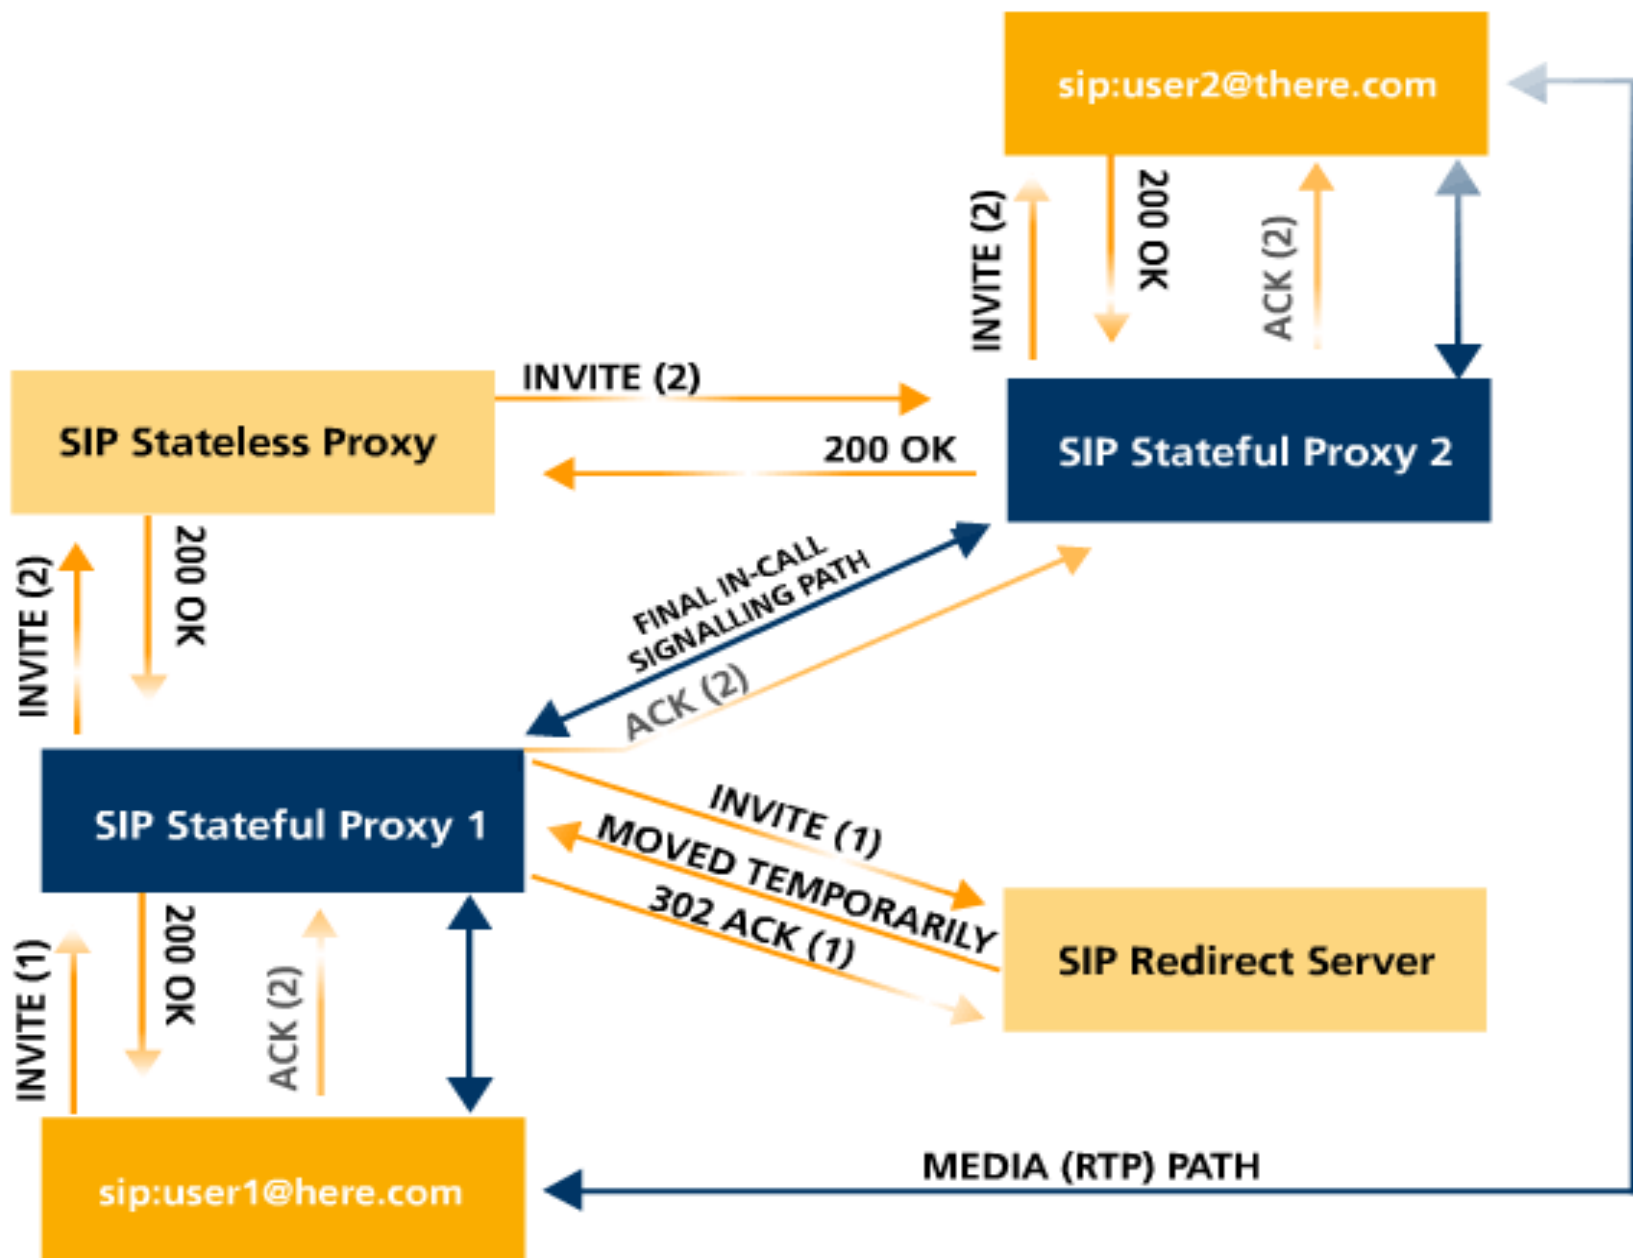 sip:user2@there.com
INVITE (2)
200 OK
ACK (2)
INVITE (2)
SIP Stateless Proxy
200 OK
SIP Stateful Proxy 2
INVITE (2)
200 OK
FINAL IN-CALL
SIGNALLING PATH
ACK (2)
SIP Stateful Proxy 1
INVITE (1)
MOVED TEMPORARILY
302 ACK (1)
SIP Redirect Server
INVITE (1)
200 OK
ACK (2)
MEDIA (RTP) PATH
sip:user1@here.com